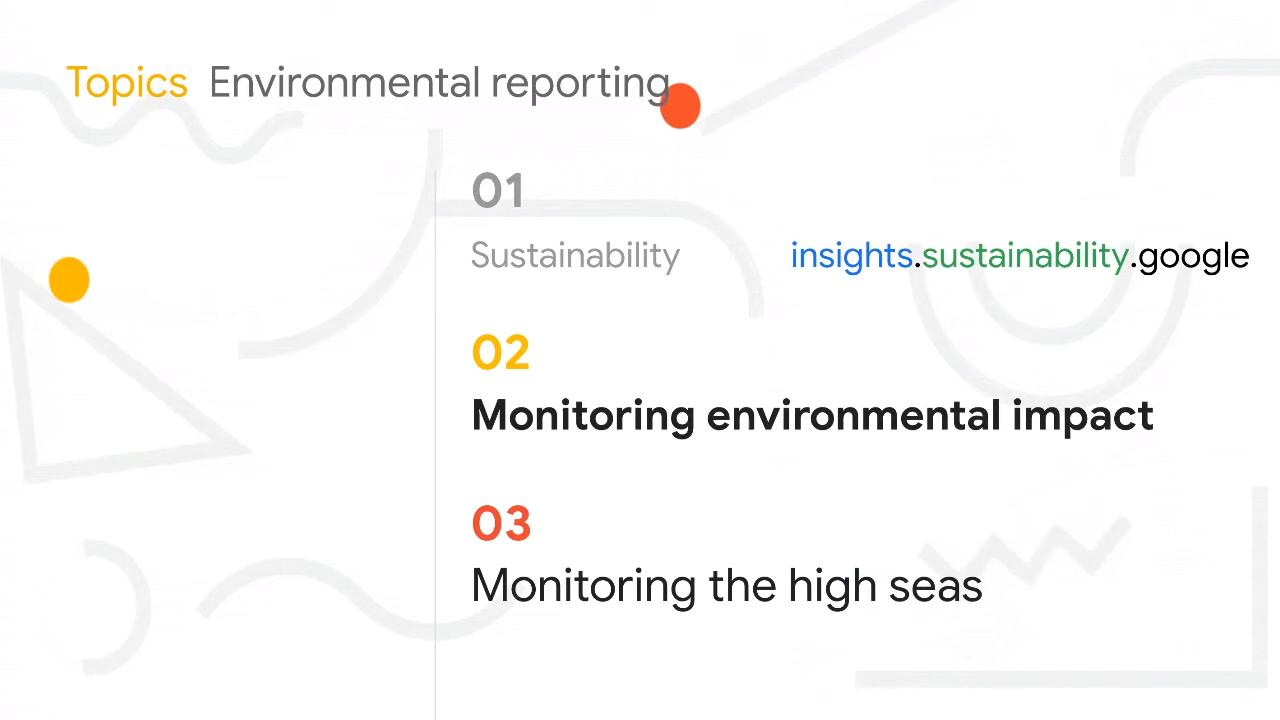 Topics Environmental reporting
01
Sustainability insights.sustainability.google
02
Monitoring environmental impact
03
Monitoring the high seas